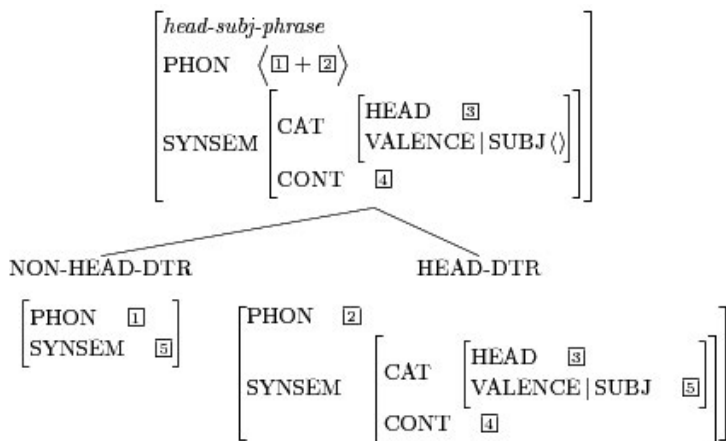 head-subj-phrase
PHON ⟨ 1 + 2 ⟩
SYNSEM CAT HEAD 3
VALENCE | SUBJ ⟨⟩
CONT 4
NON-HEAD-DTR HEAD-DTR
PHON 1
SYNSEM 5
PHON 2
SYNSEM CAT HEAD 3
VALENCE | SUBJ 5
CONT 4